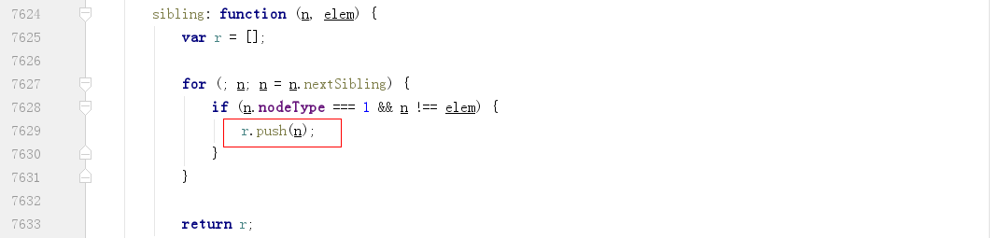 7624 sibling: function (n, elem) {
7625 var r = [];
7626
7627 for (; n; n = n.nextSibling) {
7628 if (n.nodeType === 1 && n !== elem) {
7629 r.push(n);
7630 }
7631 }
7632
7633 return r;